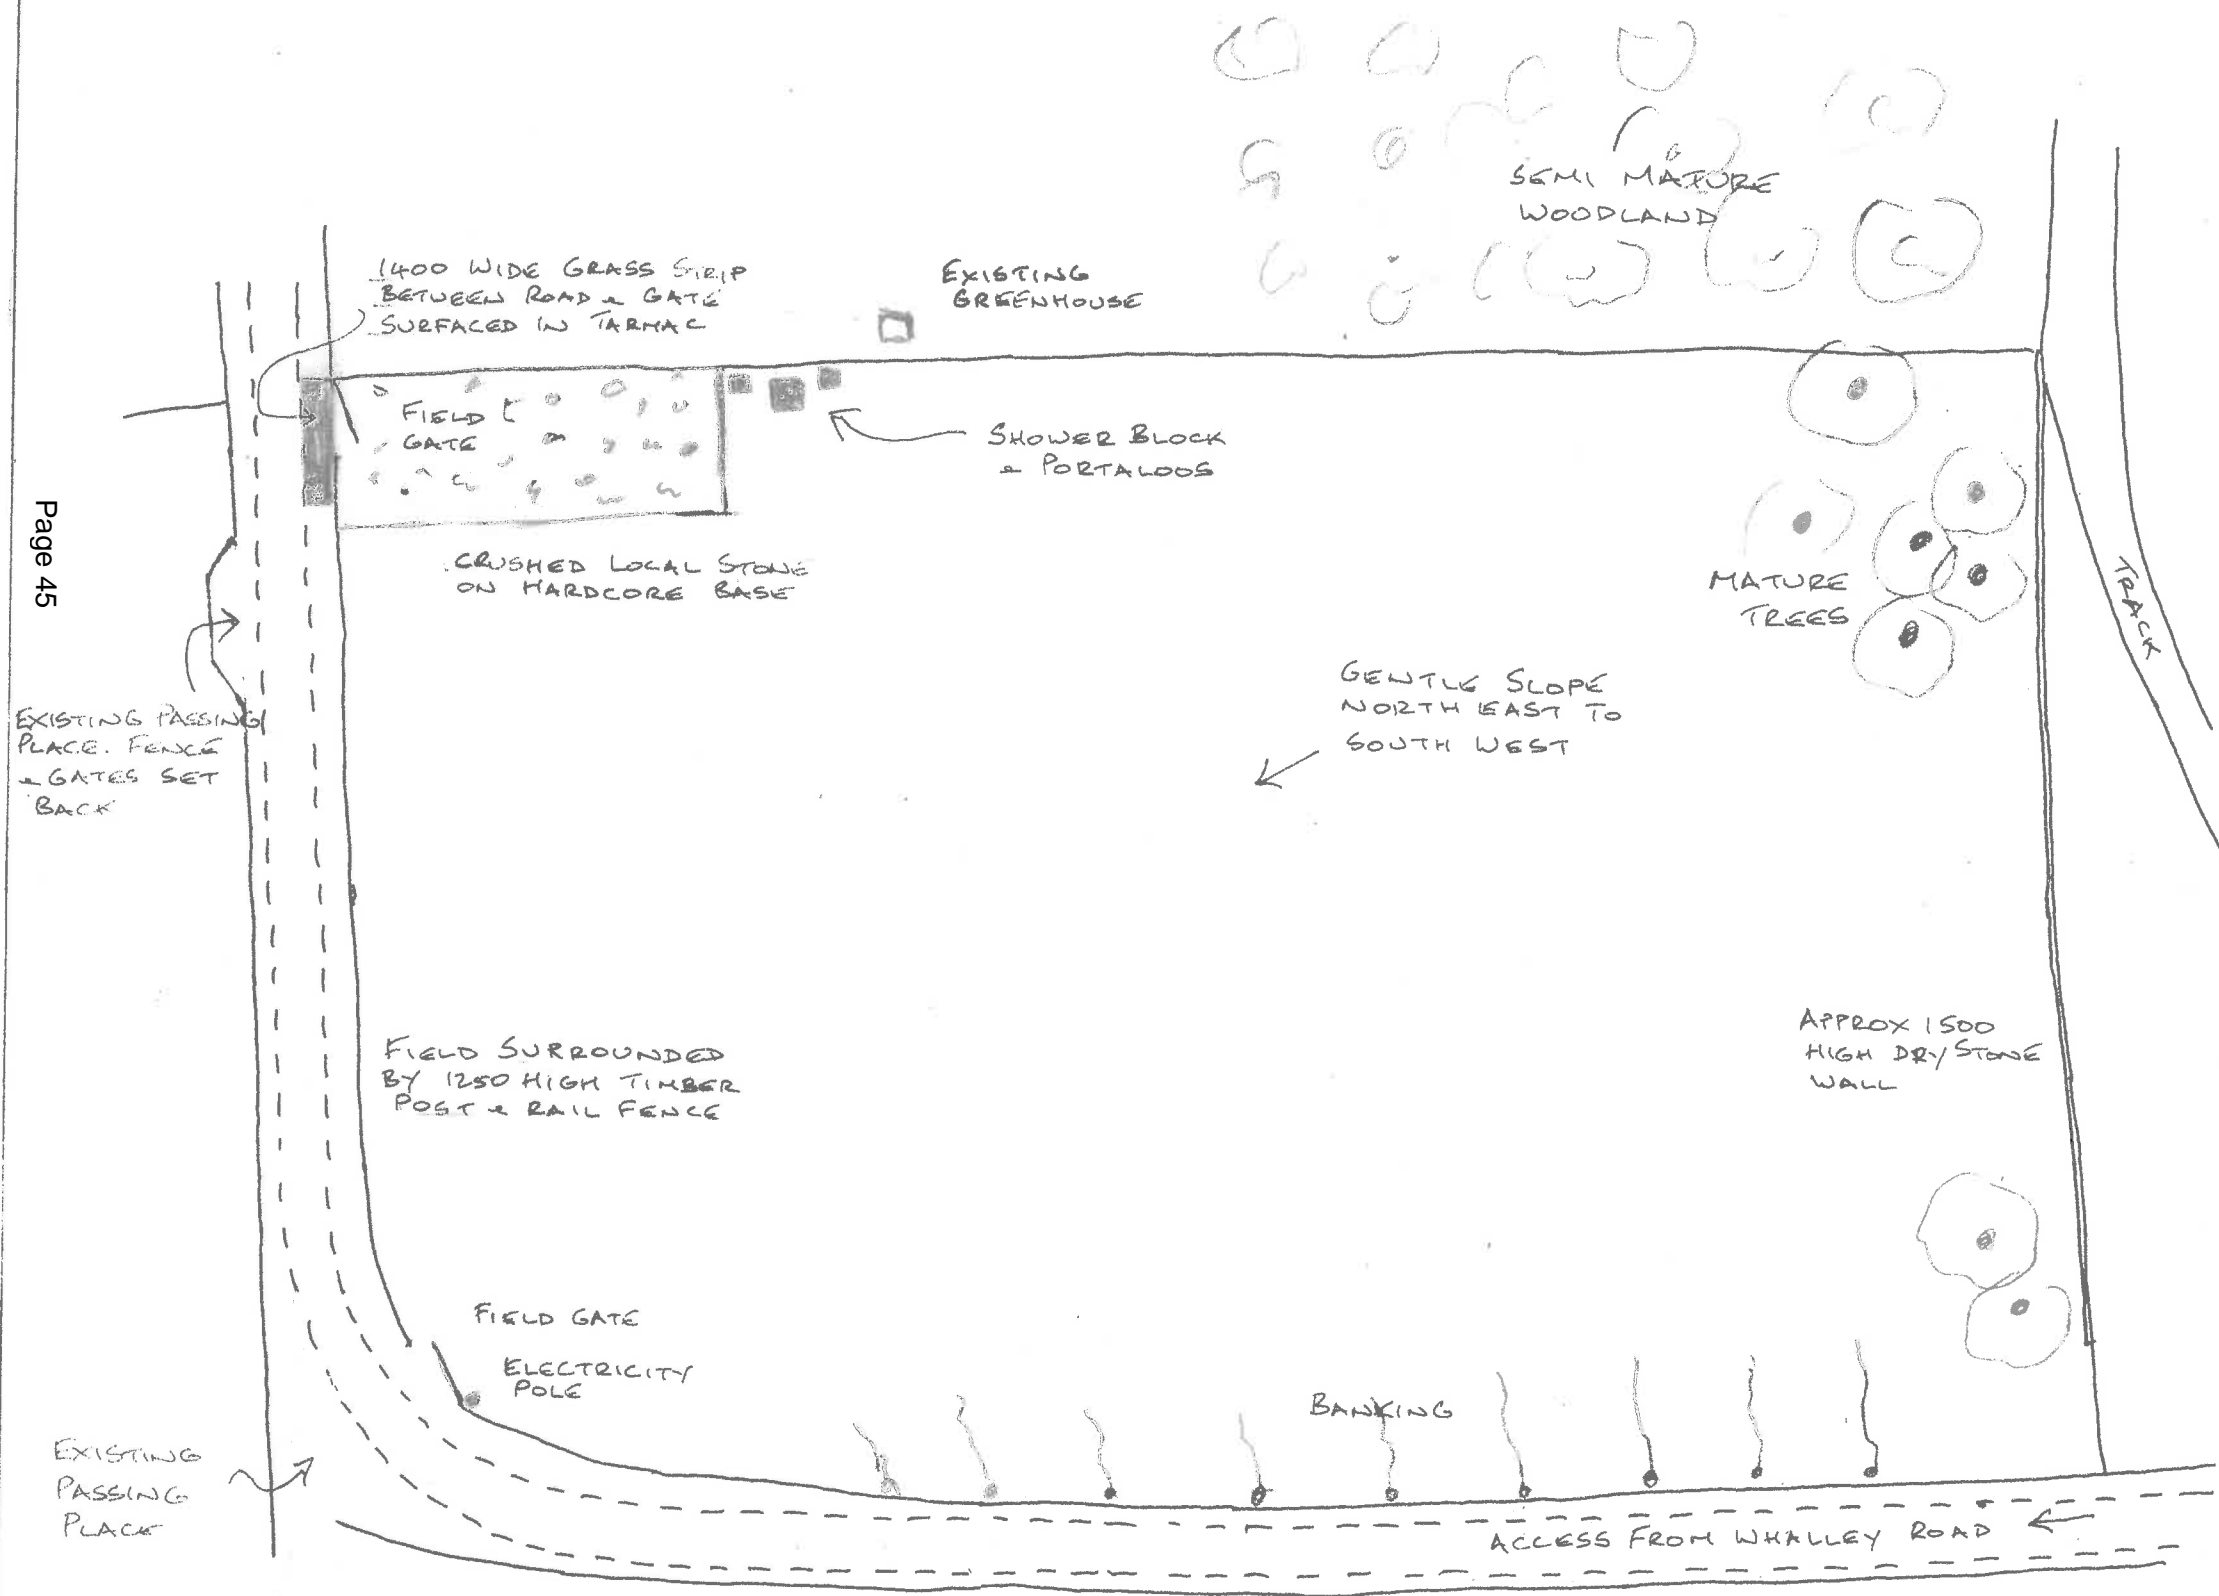 SEMI MATURE
WOODLAND
1400 WIDE GRASS STRIP
BETWEEN ROAD & GATE
SURFACED IN TARMAC
EXISTING
GREENHOUSE
FIELD
GATE
SHOWER BLOCK
& PORTALOOS
Page 45
CRUSHED LOCAL STONE
ON HARDCORE BASE
MATURE
TREES
TRACK
GENTLE SLOPE
NORTH EAST TO
SOUTH WEST
EXISTING PASSING
PLACE. FENCE
& GATES SET
BACK
APPROX 1500
HIGH DRY STONE
WALL
FIELD SURROUNDED
BY 1250 HIGH TIMBER
POST & RAIL FENCE
FIELD GATE
ELECTRICITY
POLE
BANKING
EXISTING
PASSING
PLACE
ACCESS FROM WHALLEY ROAD